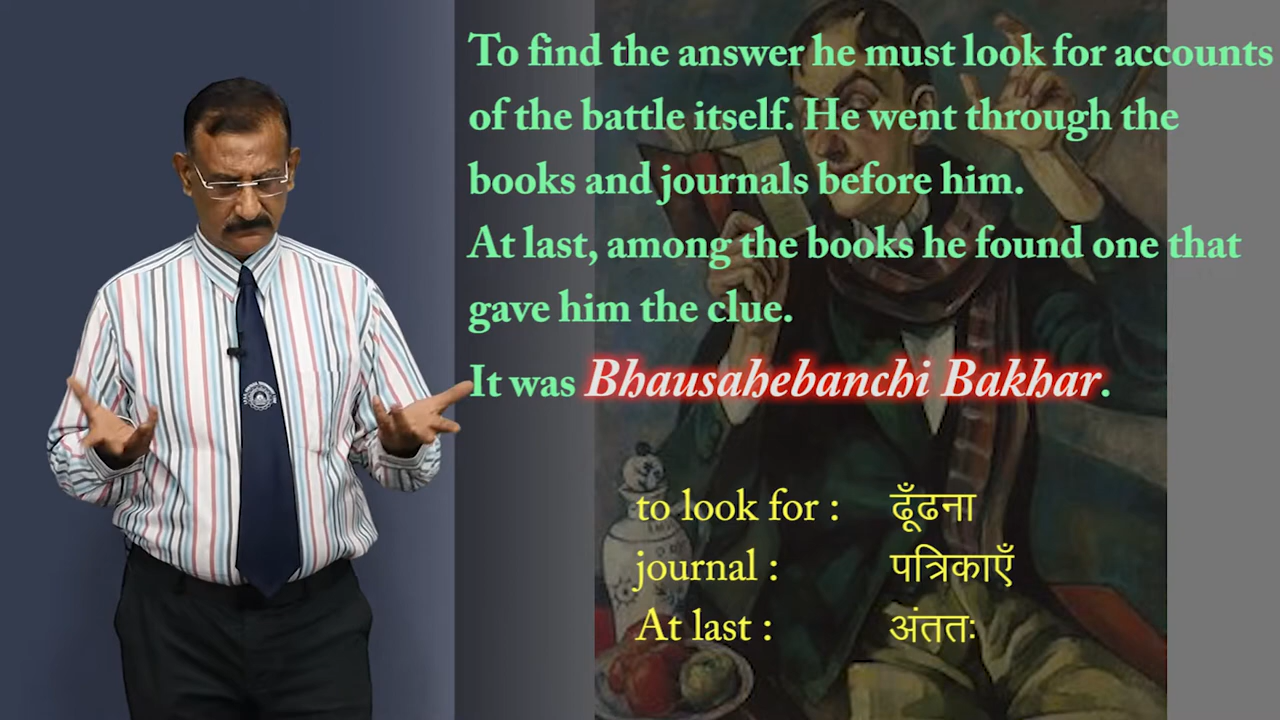 To find the answer he must look for accounts
of the battle itself. He went through the
books and journals before him.
At last, among the books he found one that
gave him the clue.
It was Bhausahebanchi Bakhar.
to look for : ढूँढना
journal : पत्रिकाएँ
At last : अंततः